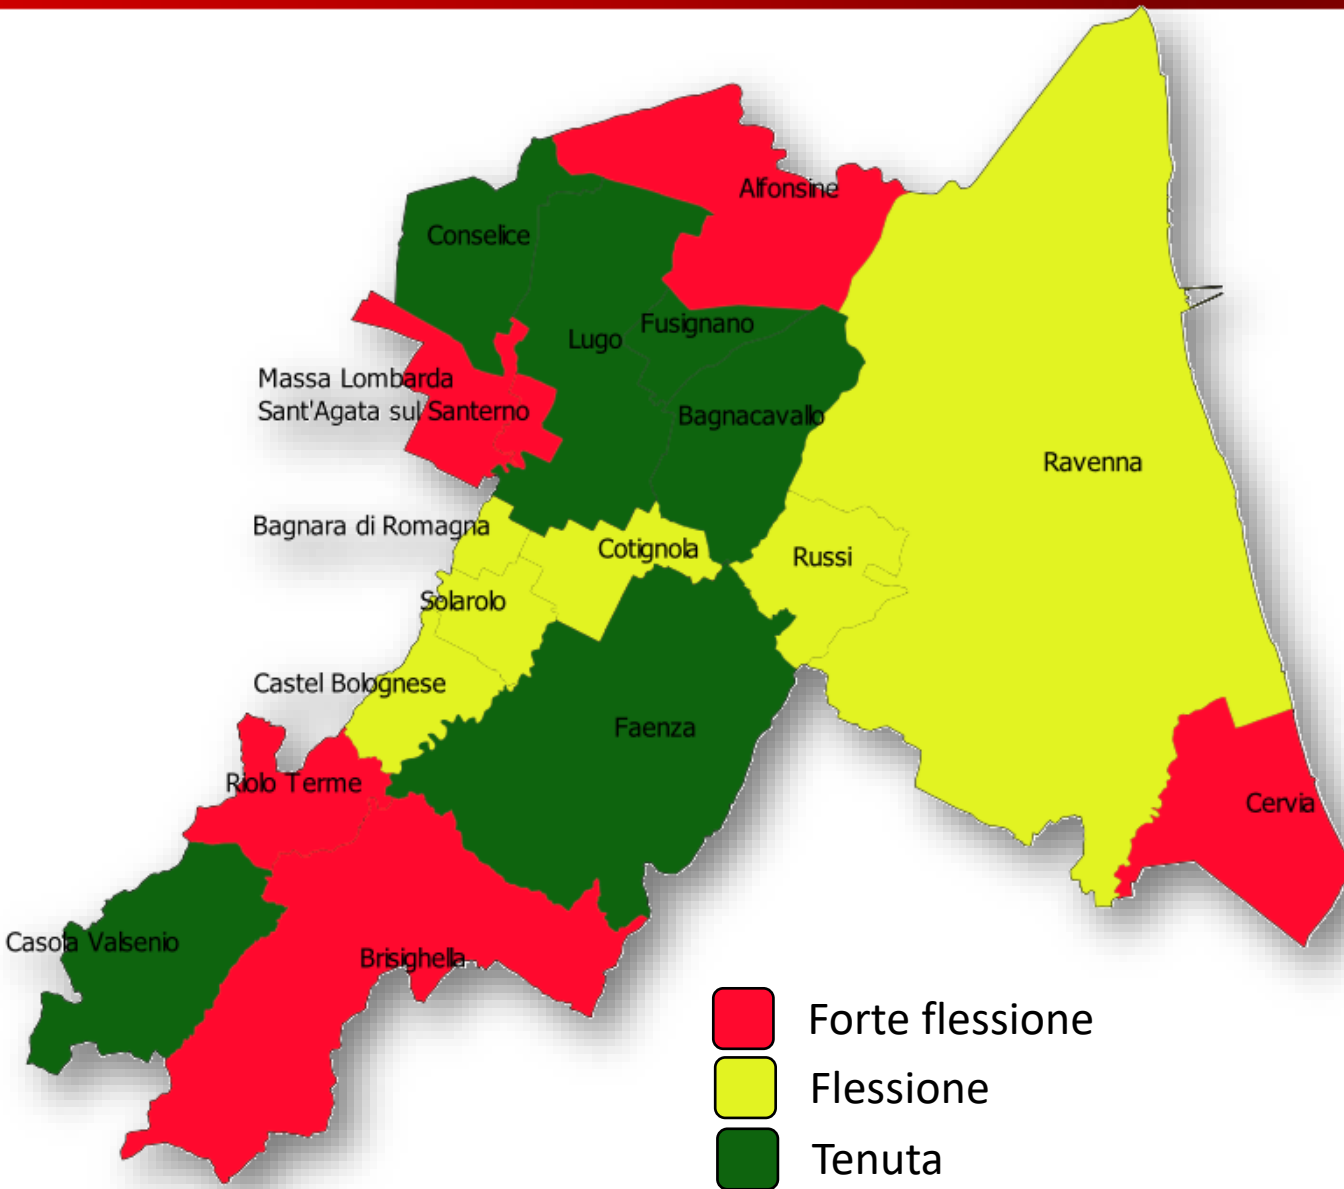 Alfonsine
Conselice
Fusignano
Lugo
Massa Lombarda
Sant'Agata sul Santerno
Bagnacavallo
Ravenna
Bagnara di Romagna
Cotignola
Russi
Solarolo
Castel Bolognese
Faenza
Riolo Terme
Cervia
Casola Valsenio
Brisighella
Forte flessione
Flessione
Tenuta